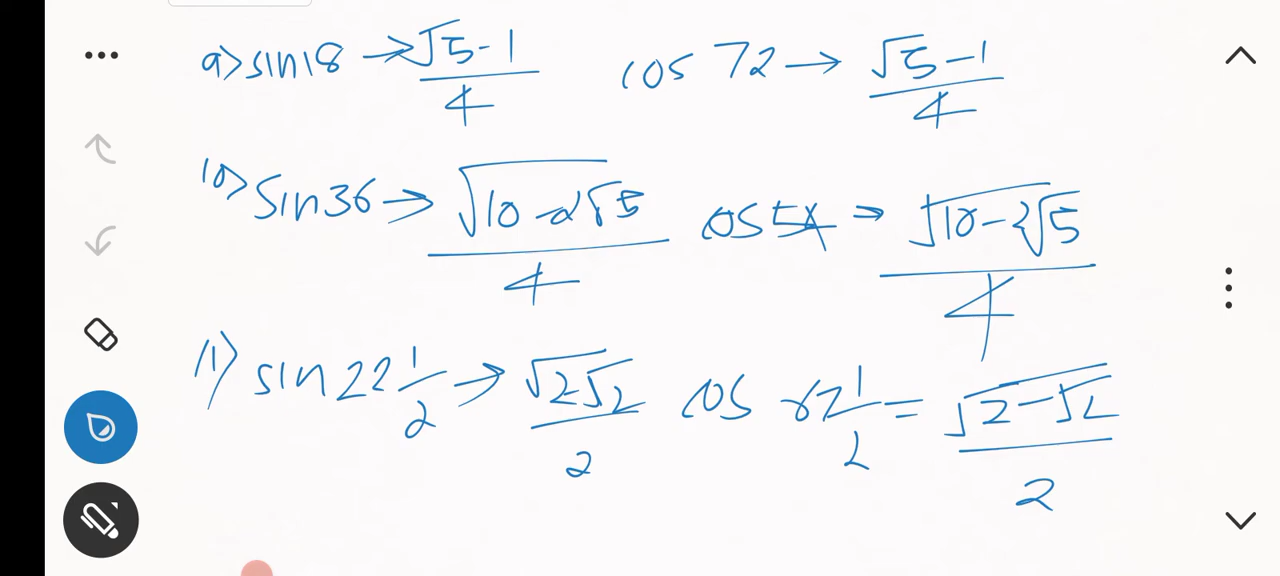 9> sin18 → √5-1/4 cos 72 → √5-1/4
10> sin36 → √10-2√5/4 cos54 ⇒ √10-2√5/4
11) sin22 1/2 → √2-√2/2 cos 67 1/2 = √2-√2/2